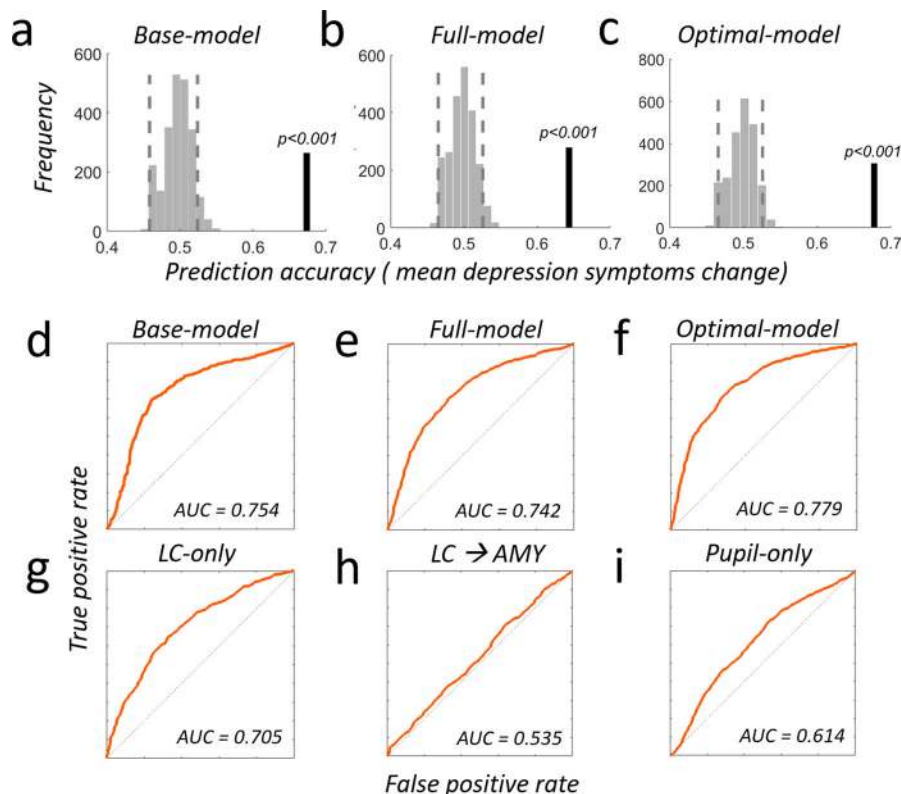 a Base-model b Full-model c Optimal-model
Frequency
600
400
200
0
p<0.001
0.4 0.5 0.6 0.7
600
400
200
0
p<0.001
0.4 0.5 0.6 0.7
800
600
400
200
0
p<0.001
0.4 0.5 0.6 0.7
Prediction accuracy ( mean depression symptoms change)
d Base-model e Full-model f Optimal-model
AUC = 0.754 AUC = 0.742 AUC = 0.779
True positive rate
g LC-only h LC → AMY i Pupil-only
AUC = 0.705 AUC = 0.535 AUC = 0.614
False positive rate